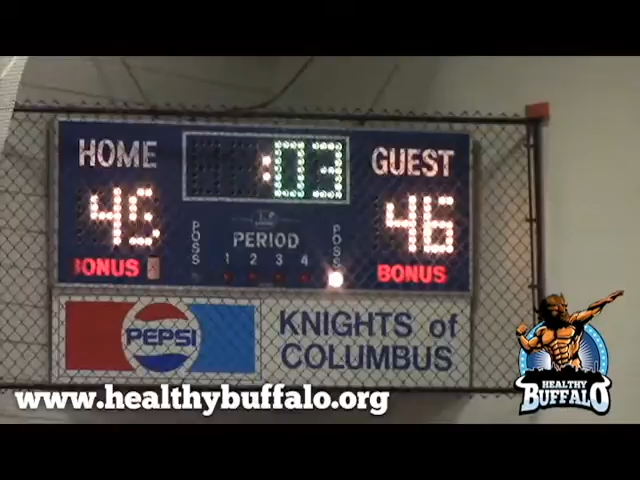 HOME :03 GUEST
45 46
POSS PERIOD POSS
1 2 3 4
BONUS BONUS
PEPSI KNIGHTS of
COLUMBUS
www.healthybuffalo.org
HEALTHY
BUFFALO